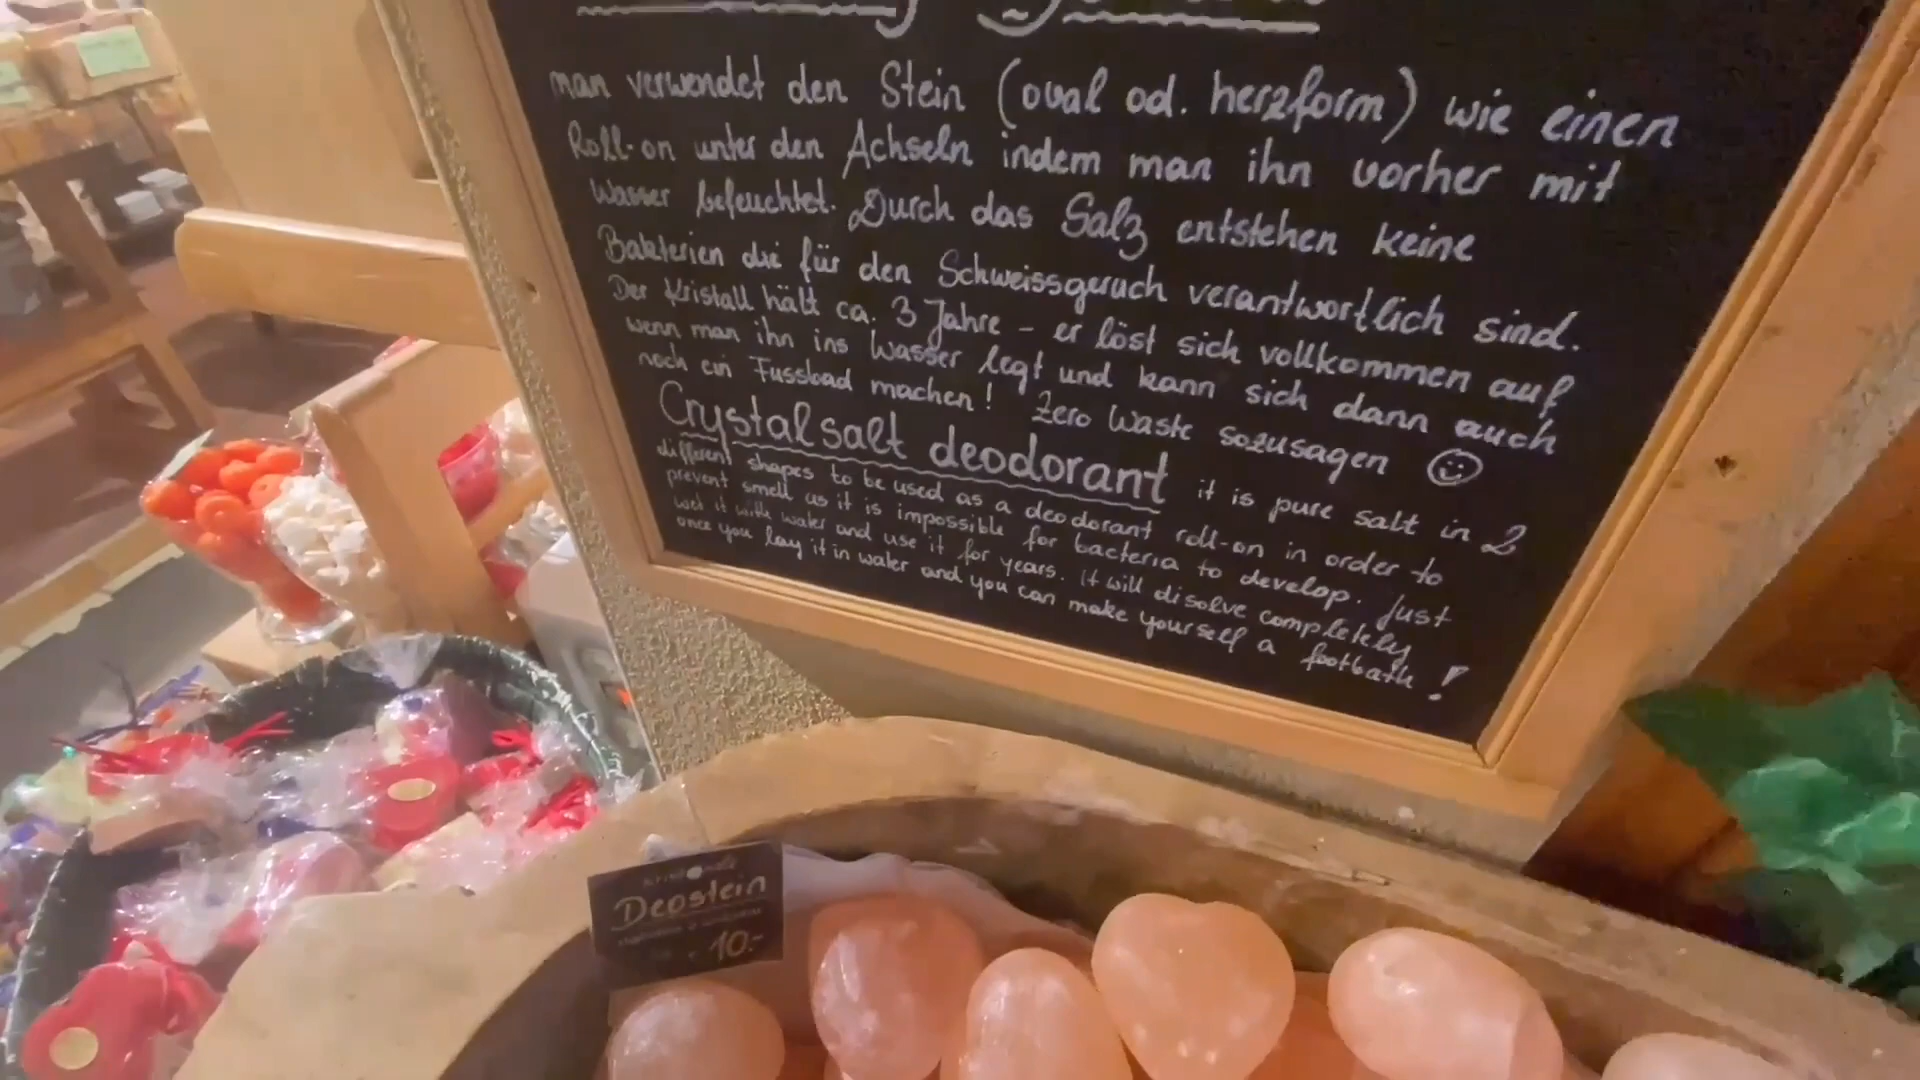 man verwendet den Stein (oval od. herzform) wie einen
Roll-on unter den Achseln indem man ihn vorher mit
Wasser befeuchtet. Durch das Salz entstehen keine
Bakterien die für den Schweissgeruch verantwortlich sind.
Der Kristall hält ca. 3 Jahre - er löst sich vollkommen auf
wenn man ihn ins Wasser legt und kann sich dann auch
noch ein Fussbad machen! Zero Waste sozusagen ☺
Crystalsalt deodorant it is pure salt in 2
different shapes to be used as a deodorant roll-on in order to
prevent smell as it is impossible for bacteria to develop. Just
wet it with water and use it for years. it will disolve completely
once you lay it in water and you can make yourself a footbath!
Deostein
10.-